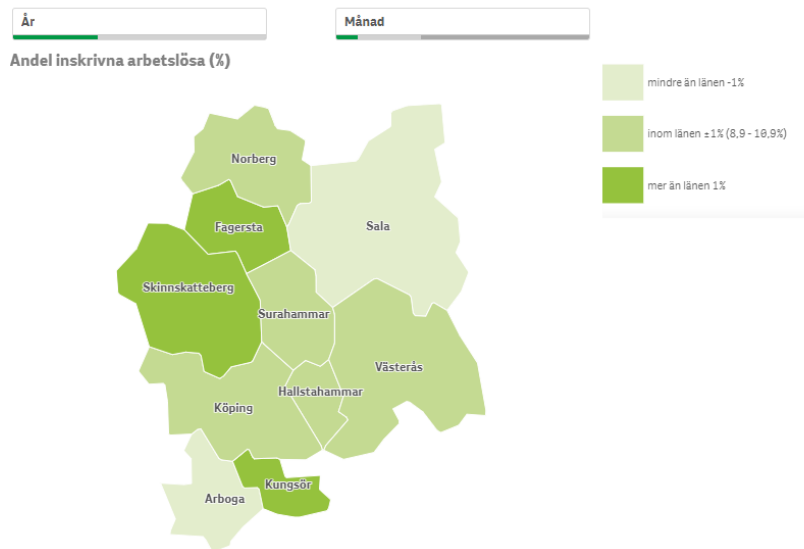 År
Månad
Andel inskrivna arbetslösa (%)
mindre än länen -1%
inom länen ±1% (8,9 - 10,9%)
mer än länen 1%
Norberg
Fagersta
Sala
Skinnskatteberg
Surahammar
Västerås
Hallstahammar
Köping
Kungsör
Arboga